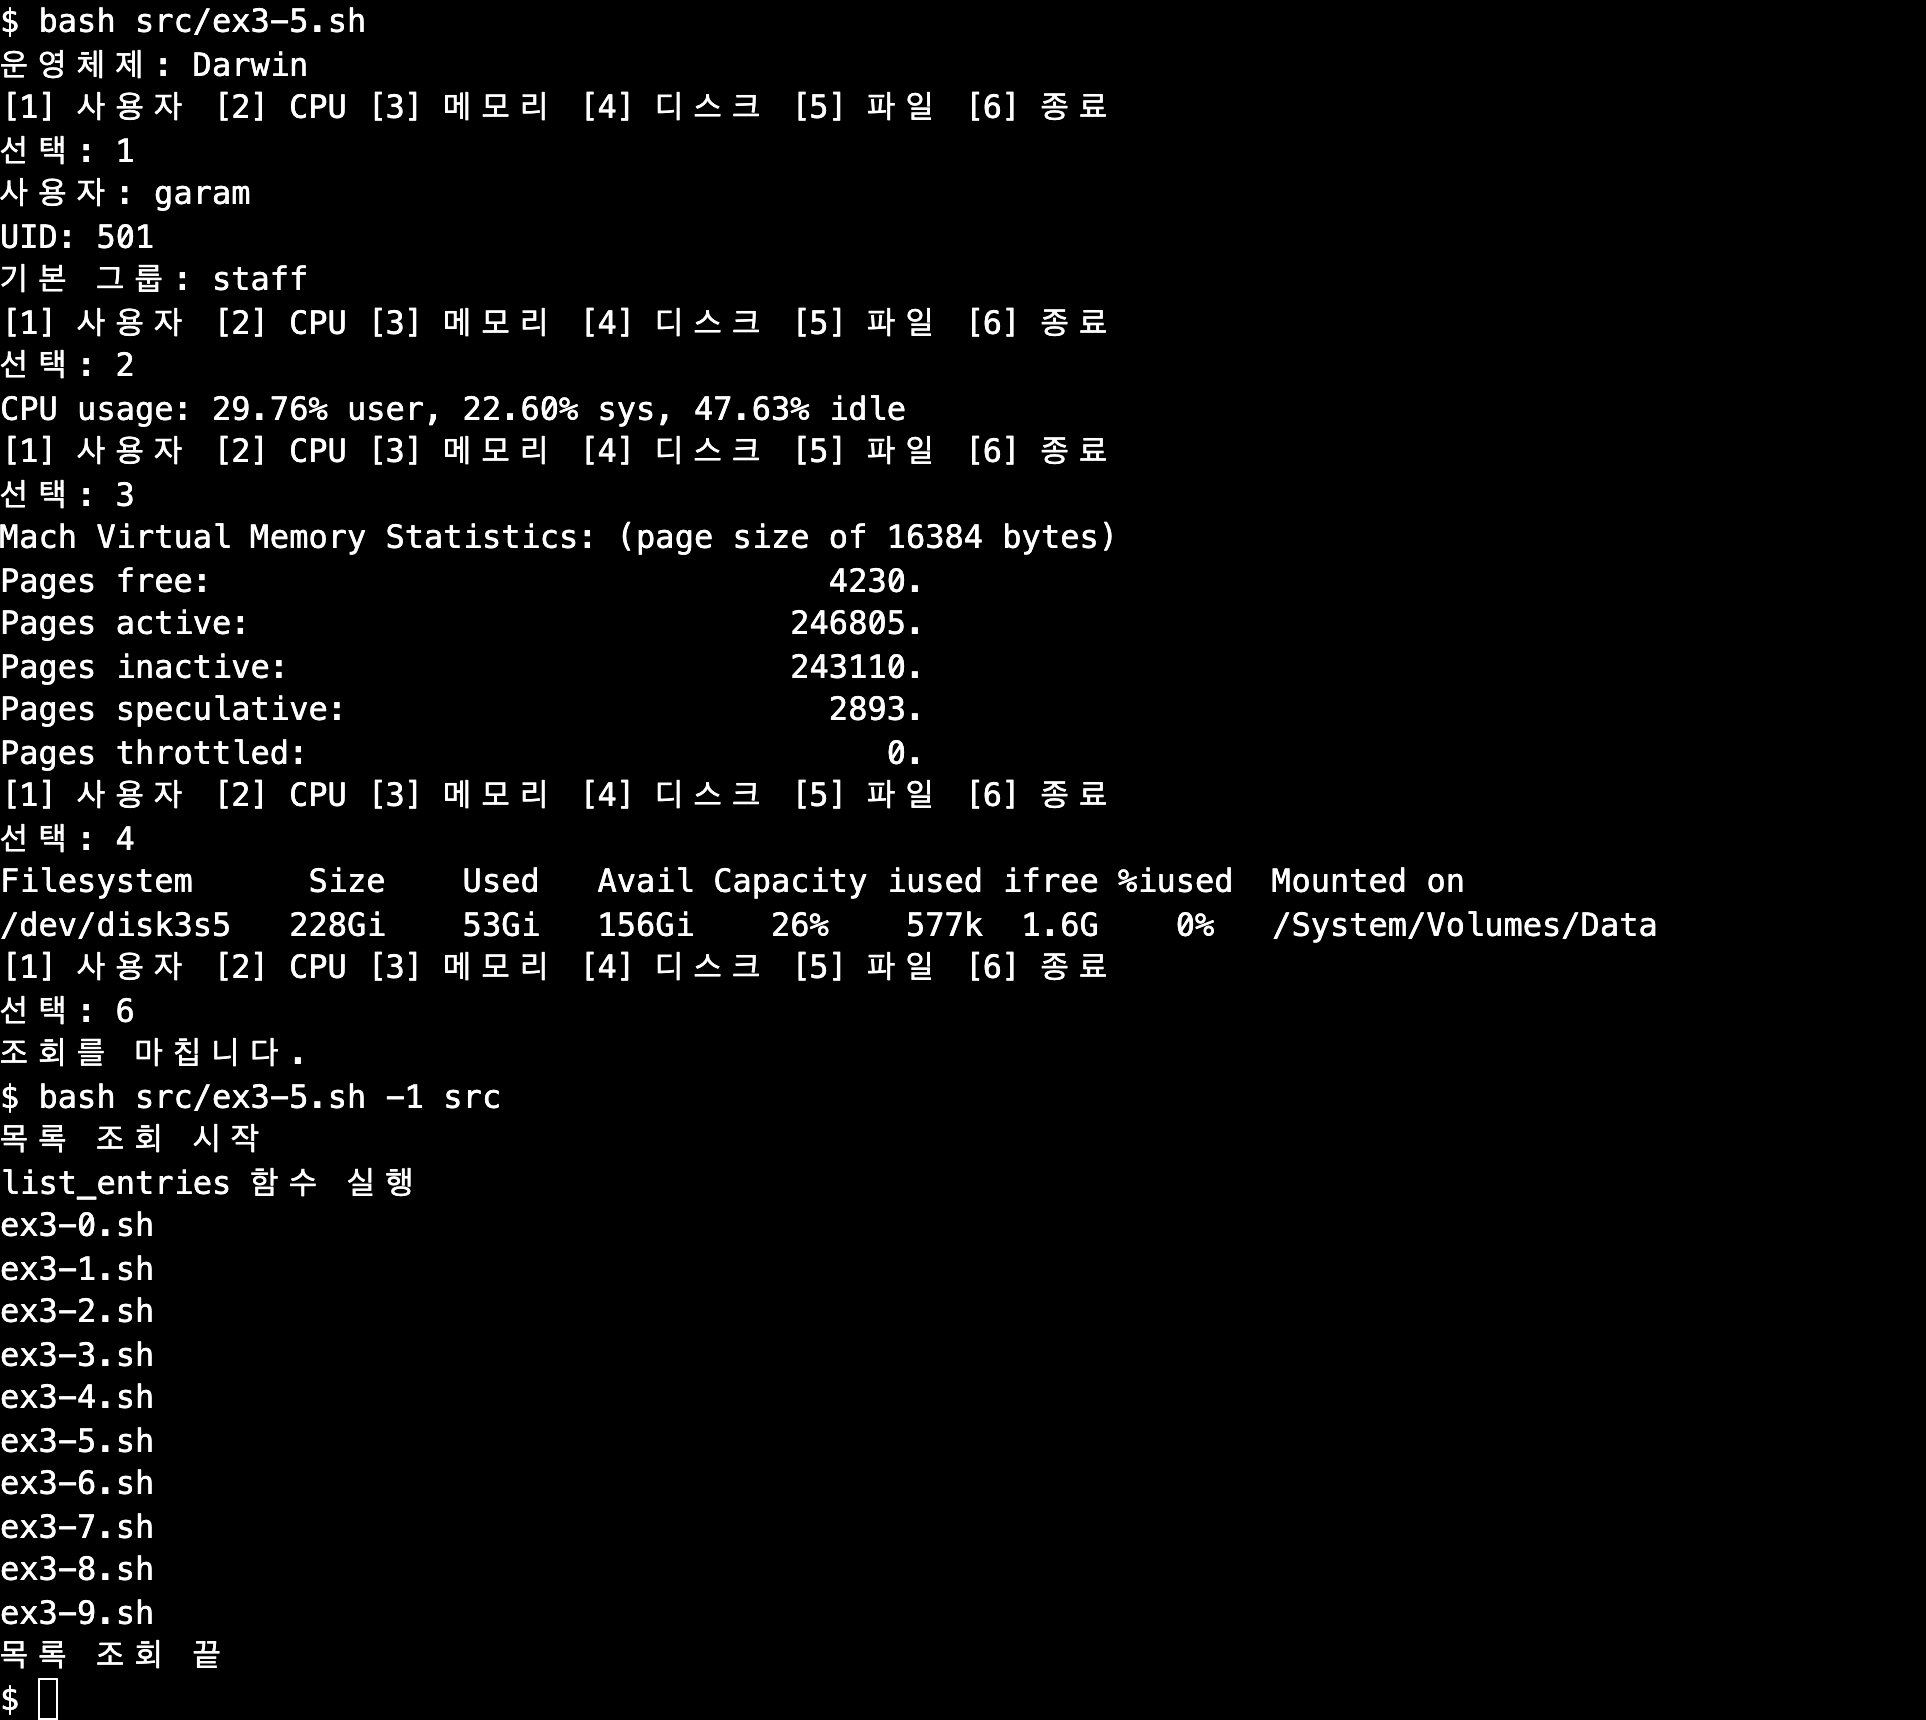 $ bash src/ex3-5.sh
운영체제: Darwin
[1] 사용자 [2] CPU [3] 메모리 [4] 디스크 [5] 파일 [6] 종료
선택: 1
사용자: garam
UID: 501
기본 그룹: staff
[1] 사용자 [2] CPU [3] 메모리 [4] 디스크 [5] 파일 [6] 종료
선택: 2
CPU usage: 29.76% user, 22.60% sys, 47.63% idle
[1] 사용자 [2] CPU [3] 메모리 [4] 디스크 [5] 파일 [6] 종료
선택: 3
Mach Virtual Memory Statistics: (page size of 16384 bytes)
Pages free:                                4230.
Pages active:                            246805.
Pages inactive:                          243110.
Pages speculative:                         2893.
Pages throttled:                              0.
[1] 사용자 [2] CPU [3] 메모리 [4] 디스크 [5] 파일 [6] 종료
선택: 4
Filesystem      Size    Used   Avail Capacity iused ifree %iused  Mounted on
/dev/disk3s5   228Gi    53Gi   156Gi    26%    577k  1.6G    0%   /System/Volumes/Data
[1] 사용자 [2] CPU [3] 메모리 [4] 디스크 [5] 파일 [6] 종료
선택: 6
조회를 마칩니다.
$ bash src/ex3-5.sh -1 src
목록 조회 시작
list_entries 함수 실행
ex3-0.sh
ex3-1.sh
ex3-2.sh
ex3-3.sh
ex3-4.sh
ex3-5.sh
ex3-6.sh
ex3-7.sh
ex3-8.sh
ex3-9.sh
목록 조회 끝
$